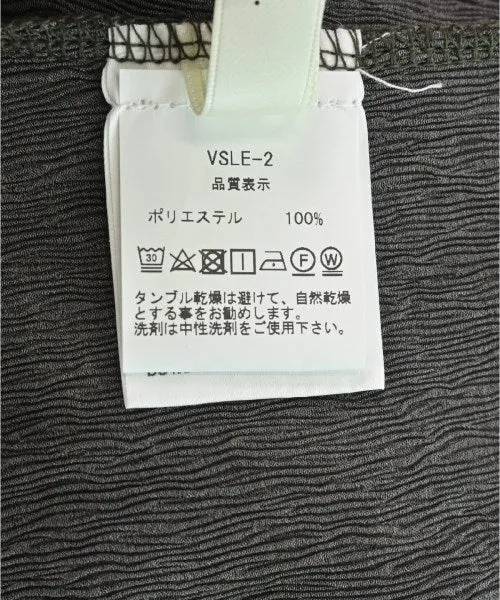 VSLE-2
品質表示
ポリエステル 100%
30 F W
タンブル乾燥は避けて、自然乾燥
とする事をお勧めします。
洗剤は中性洗剤をご使用下さい。